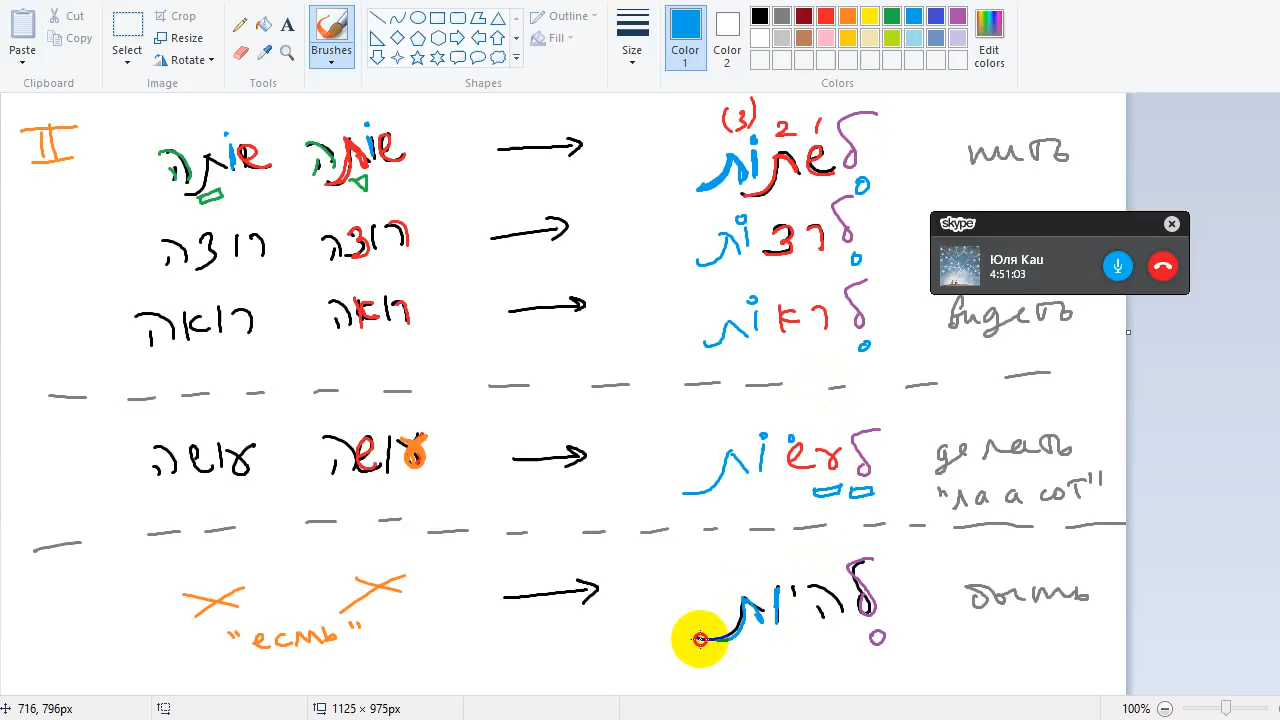 Paste
Cut
Copy
Clipboard
Select
Crop
Resize
Rotate
Image
Tools
Brushes
Shapes
Outline
Fill
Size
Color 1
Color 2
Colors
Edit colors
II
שותה שותה לשתות пить
(3) 2 1
רוצה רוצה לרצות
skype
Юля Кац
4:51:03
רואה רואה לראות видеть
עושה עושה לעשות делать
"ла а сот"
להיות быть
"есть"
716, 796px
1125 × 975px
100%